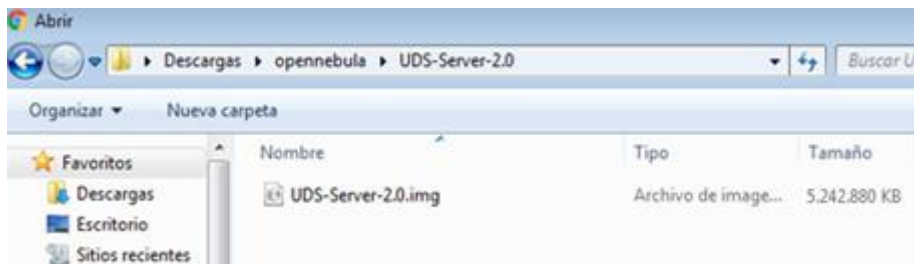 Abrir
Descargas opennebula UDS-Server-2.0 Buscar U
Organizar Nueva carpeta
Nombre Tipo Tamaño
Favoritos
UDS-Server-2.0.img Archivo de image... 5.242.880 KB
Descargas
Escritorio
Sitios recientes